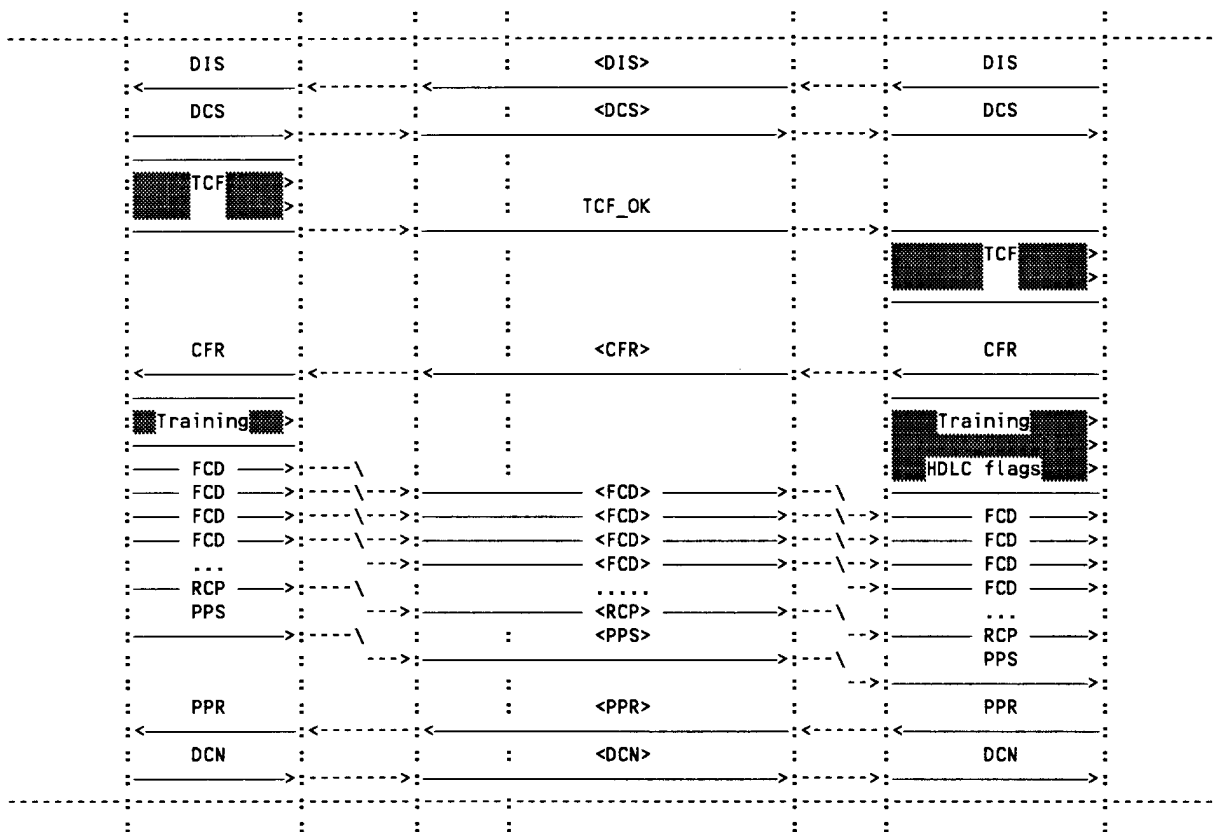 DIS <DIS> DIS
DCS <DCS> DCS
TCF
TCF_OK
TCF
CFR <CFR> CFR
Training Training
FCD HDLC flags
FCD <FCD>
FCD <FCD> FCD
FCD <FCD> FCD
... <FCD> FCD
RCP ..... FCD
PPS <RCP> ...
<PPS> RCP
PPS
PPR <PPR> PPR
DCN <DCN> DCN